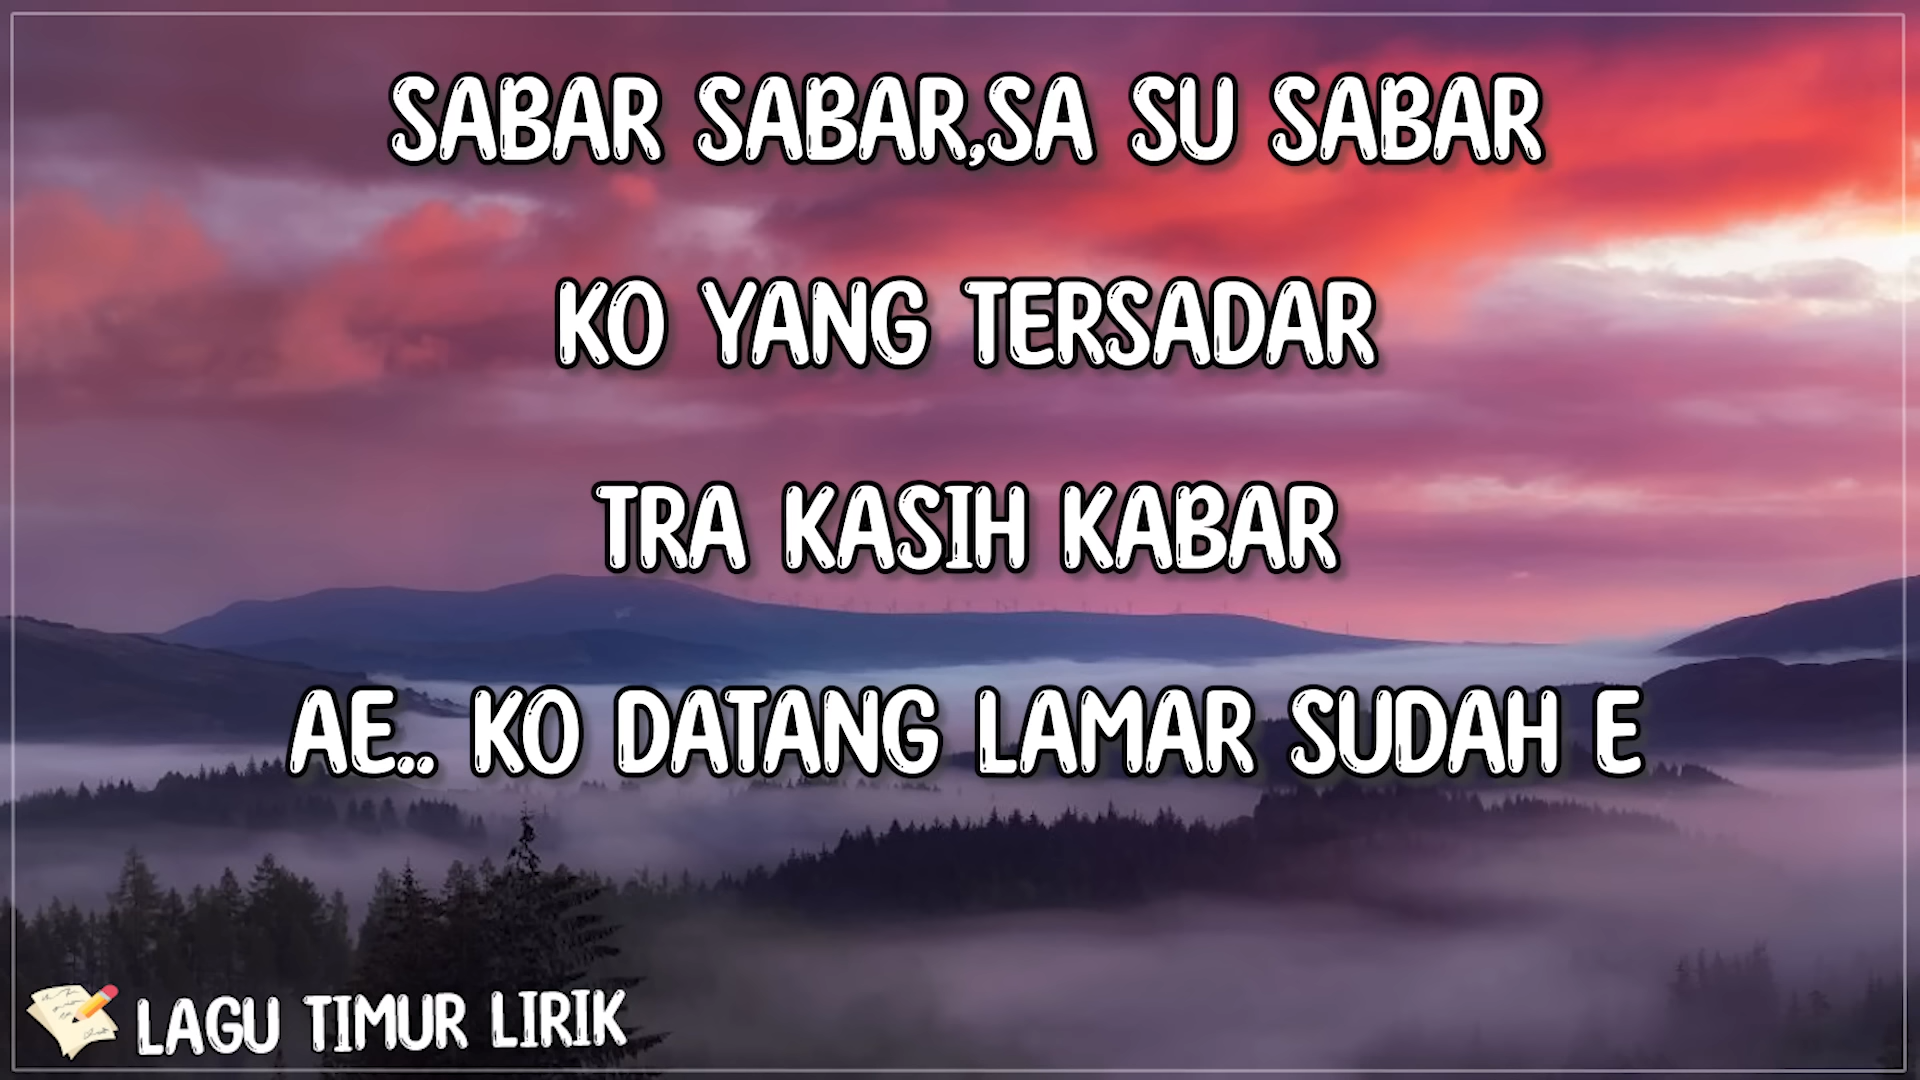 SABAR SABAR,SA SU SABAR
KO YANG TERSADAR
TRA KASIH KABAR
AE.. KO DATANG LAMAR SUDAH E
LAGU TIMUR LIRIK